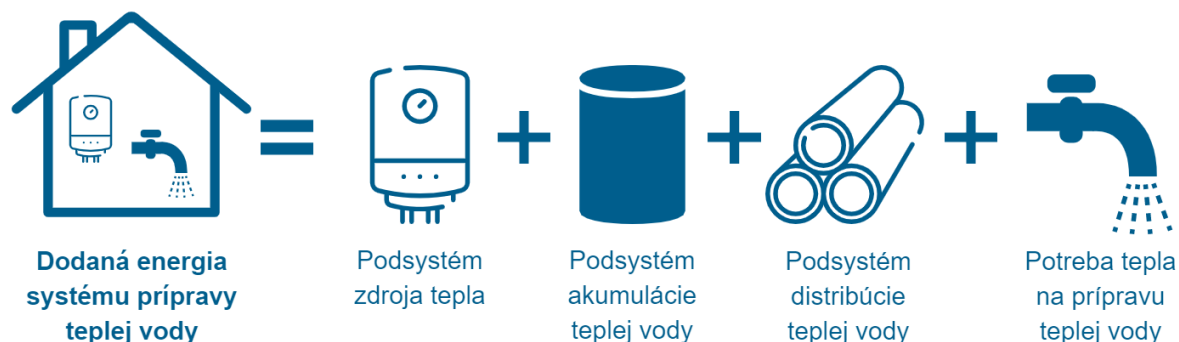 Dodaná energia
systému prípravy
teplej vody
Podsystém
zdroja tepla
Podsystém
akumulácie
teplej vody
Podsystém
distribúcie
teplej vody
Potreba tepla
na prípravu
teplej vody